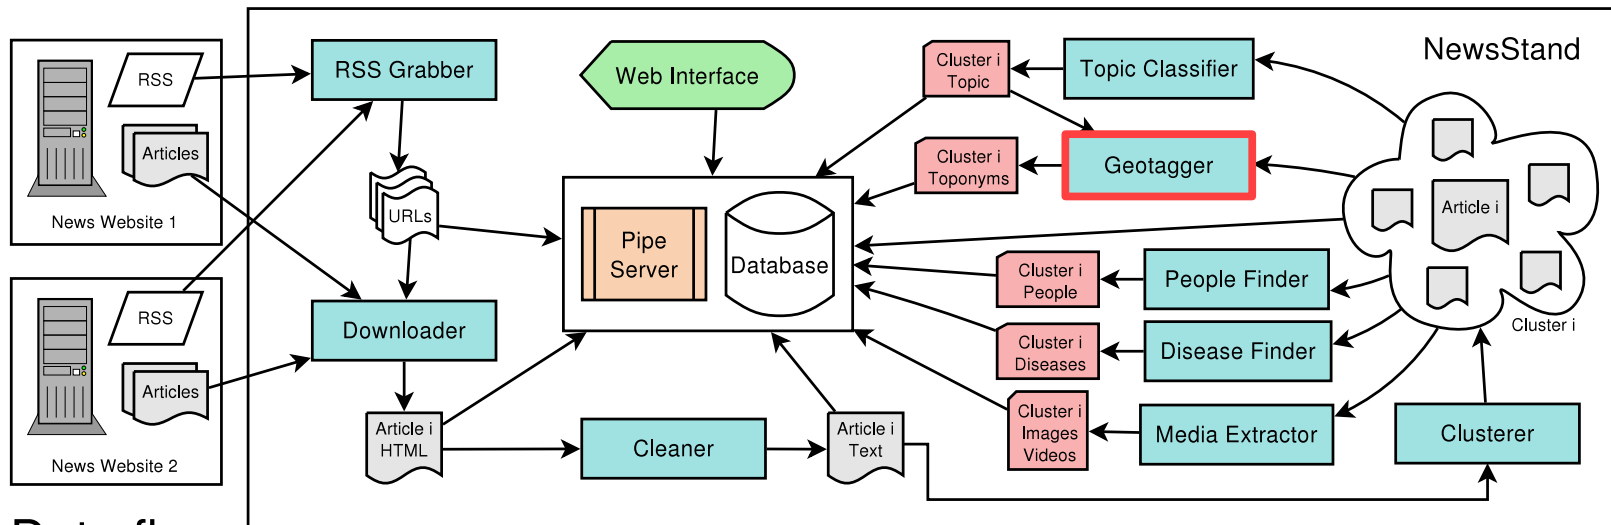 NewsStand
RSS
Articles
News Website 1
RSS
Articles
News Website 2
RSS Grabber
URLs
Downloader
Article i
HTML
Web Interface
Pipe
Server
Database
Cleaner
Article i
Text
Cluster i
Topic
Topic Classifier
Cluster i
Toponyms
Geotagger
Cluster i
People
People Finder
Cluster i
Diseases
Disease Finder
Cluster i
Images
Videos
Media Extractor
Article i
Cluster i
Clusterer